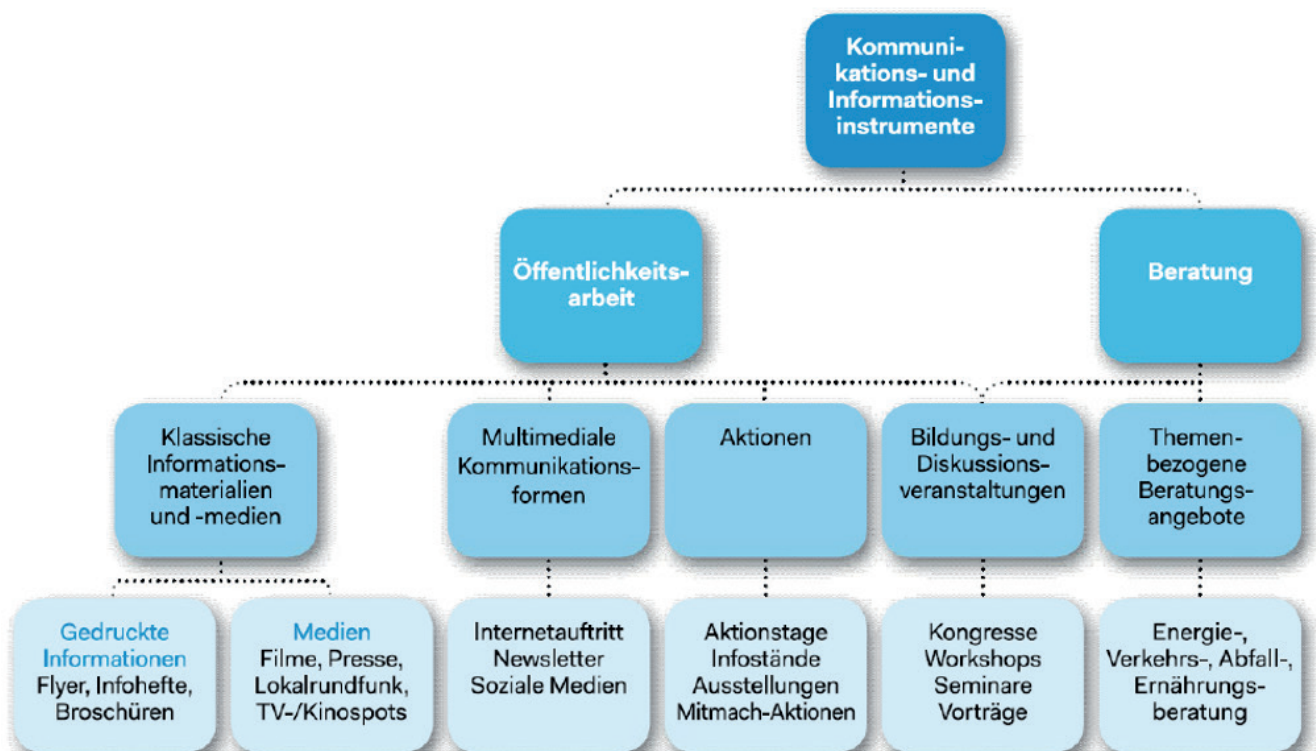 Kommuni-
kations- und
Informations-
instrumente
Öffentlichkeits-
arbeit
Beratung
Klassische
Informations-
materialien
und -medien
Multimediale
Kommunikations-
formen
Aktionen
Bildungs- und
Diskussions-
veranstaltungen
Themen-
bezogene
Beratungs-
angebote
Gedruckte
Informationen
Flyer, Infohefte,
Broschüren
Medien
Filme, Presse,
Lokalrundfunk,
TV-/Kinospots
Internetauftritt
Newsletter
Soziale Medien
Aktionstage
Infostände
Ausstellungen
Mitmach-Aktionen
Kongresse
Workshops
Seminare
Vorträge
Energie-,
Verkehrs-, Abfall-,
Ernährungs-
beratung